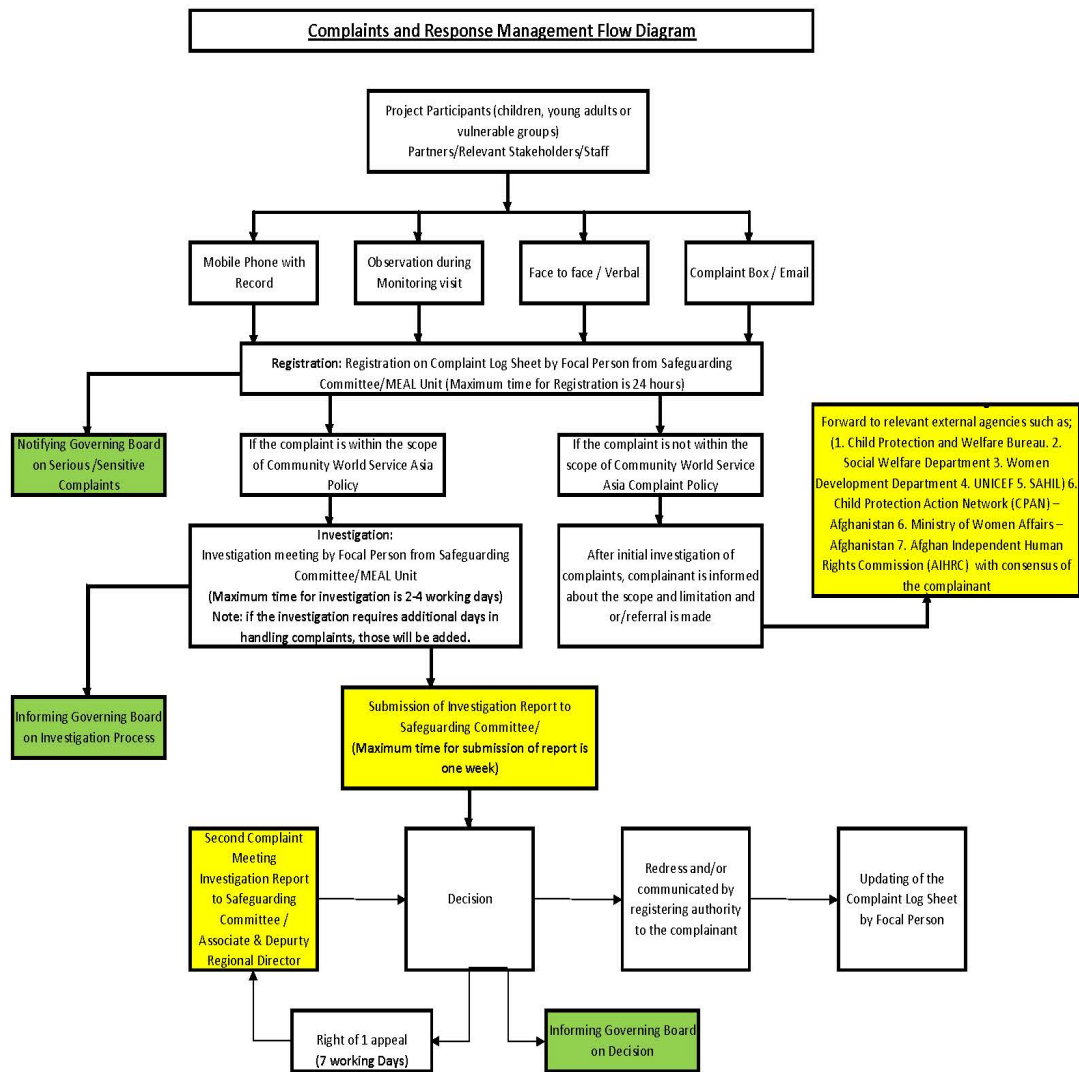 Complaints and Response Management Flow Diagram
Project Participants (children, young adults or
vulnerable groups)
Partners/Relevant Stakeholders/Staff
Mobile Phone with
Record
Observation during
Monitoring visit
Face to face / Verbal
Complaint Box / Email
Registration: Registration on Complaint Log Sheet by Focal Person from Safeguarding
Committee/MEAL Unit (Maximum time for Registration is 24 hours)
Notifying Governing Board
on Serious /Sensitive
Complaints
If the complaint is within the scope
of Community World Service Asia
Policy
If the complaint is not within the
scope of Community World Service
Asia Complaint Policy
Forward to relevant external agencies such as;
(1. Child Protection and Welfare Bureau. 2.
Social Welfare Department 3. Women
Development Department 4. UNICEF 5. SAHIL) 6.
Child Protection Action Network (CPAN) –
Afghanistan 6. Ministry of Women Affairs –
Afghanistan 7. Afghan Independent Human
Rights Commission (AIHRC) with consensus of
the complainant
Investigation:
Investigation meeting by Focal Person from Safeguarding
Committee/MEAL Unit
(Maximum time for investigation is 2-4 working days)
Note: if the investigation requires additional days in
handling complaints, those will be added.
After initial investigation of
complaints, complainant is informed
about the scope and limitation and
or/referral is made
Informing Governing Board
on Investigation Process
Submission of Investigation Report to
Safeguarding Committee/
(Maximum time for submission of report is
one week)
Second Complaint
Meeting
Investigation Report
to Safeguarding
Committee /
Associate & Depurty
Regional Director
Decision
Redress and/or
communicated by
registering authority
to the complainant
Updating of the
Complaint Log Sheet
by Focal Person
Right of 1 appeal
(7 working Days)
Informing Governing Board
on Decision